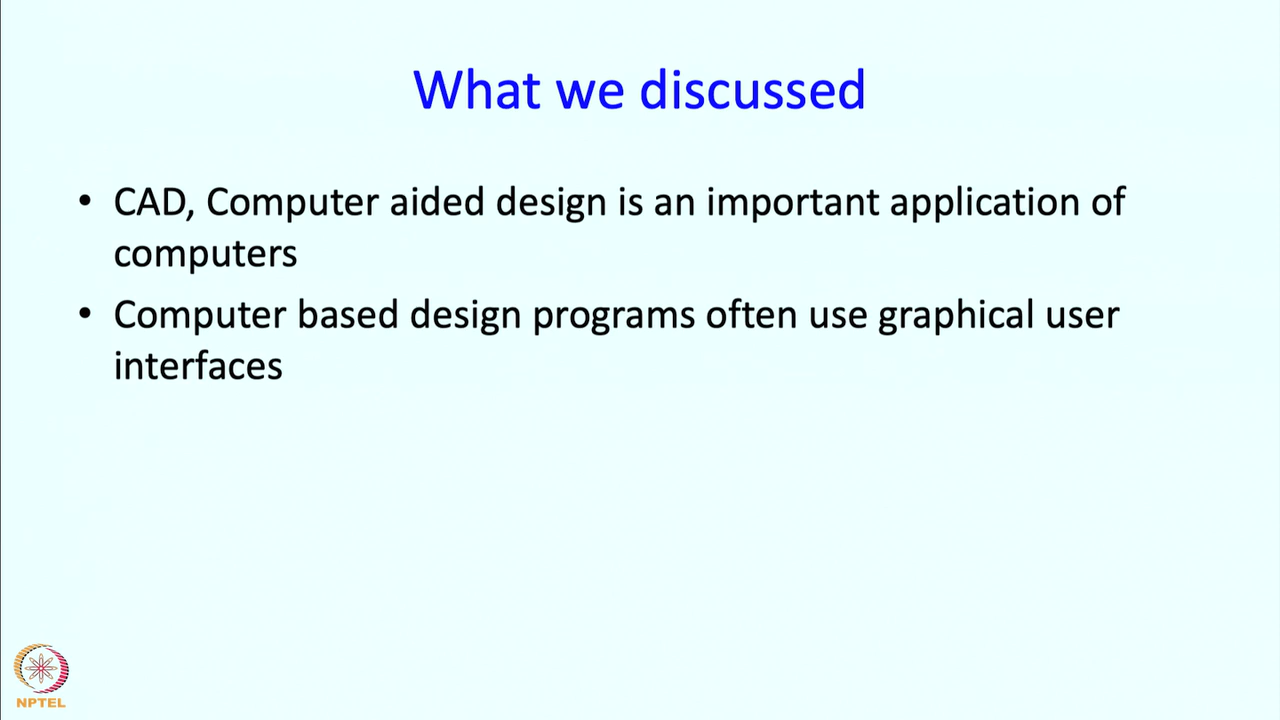 What we discussed
• CAD, Computer aided design is an important application of
computers
• Computer based design programs often use graphical user
interfaces
NPTEL